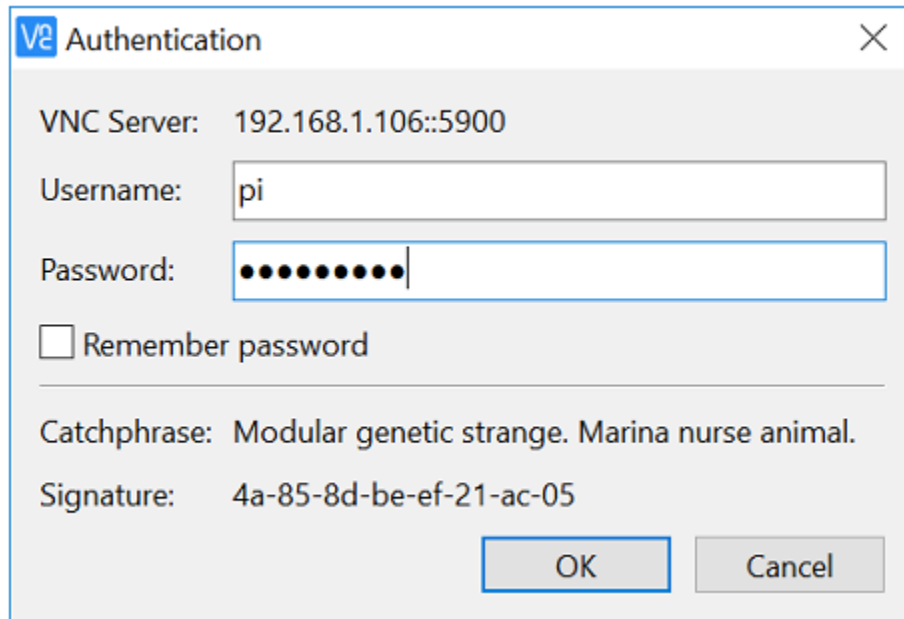 VNC Authentication
VNC Server: 192.168.1.106::5900
Username: pi
Password: ●●●●●●●●●
Remember password
Catchphrase: Modular genetic strange. Marina nurse animal.
Signature: 4a-85-8d-be-ef-21-ac-05
OK Cancel